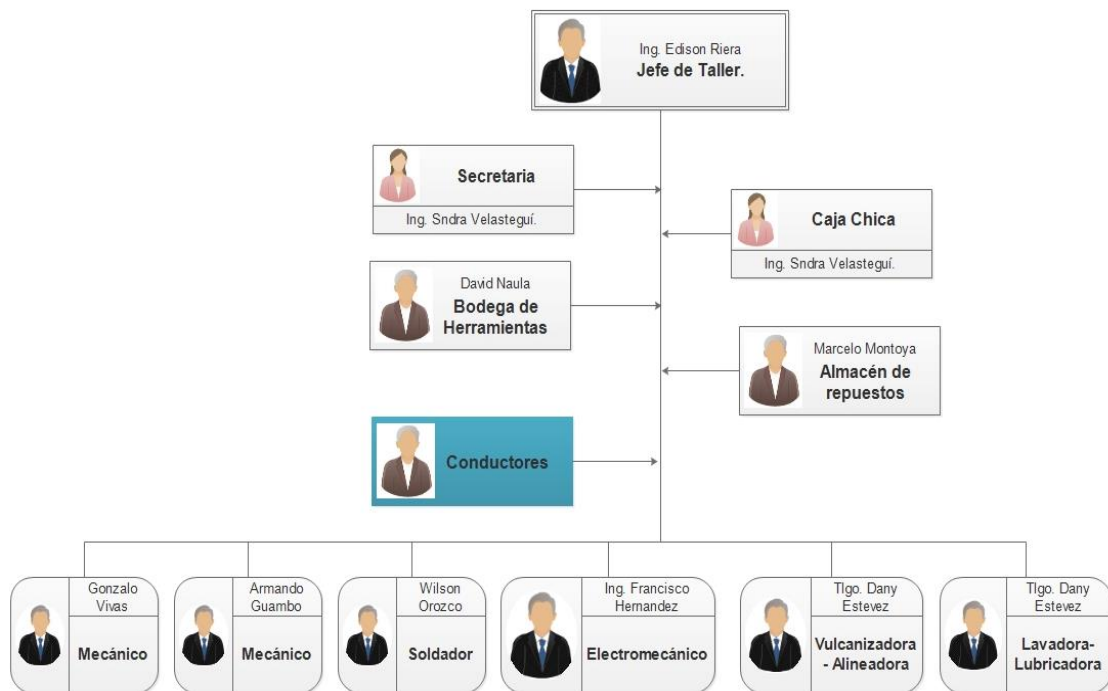 Ing. Edison Riera
Jefe de Taller.
Secretaria
Ing. Sndra Velasteguí.
Caja Chica
Ing. Sndra Velasteguí.
David Naula
Bodega de
Herramientas
Marcelo Montoya
Almacén de
repuestos
Conductores
Gonzalo
Vivas
Mecánico
Armando
Guambo
Mecánico
Wilson
Orozco
Soldador
Ing. Francisco
Hernandez
Electromecánico
Tlgo. Dany
Estevez
Vulcanizadora
- Alineadora
Tlgo. Dany
Estevez
Lavadora-
Lubricadora